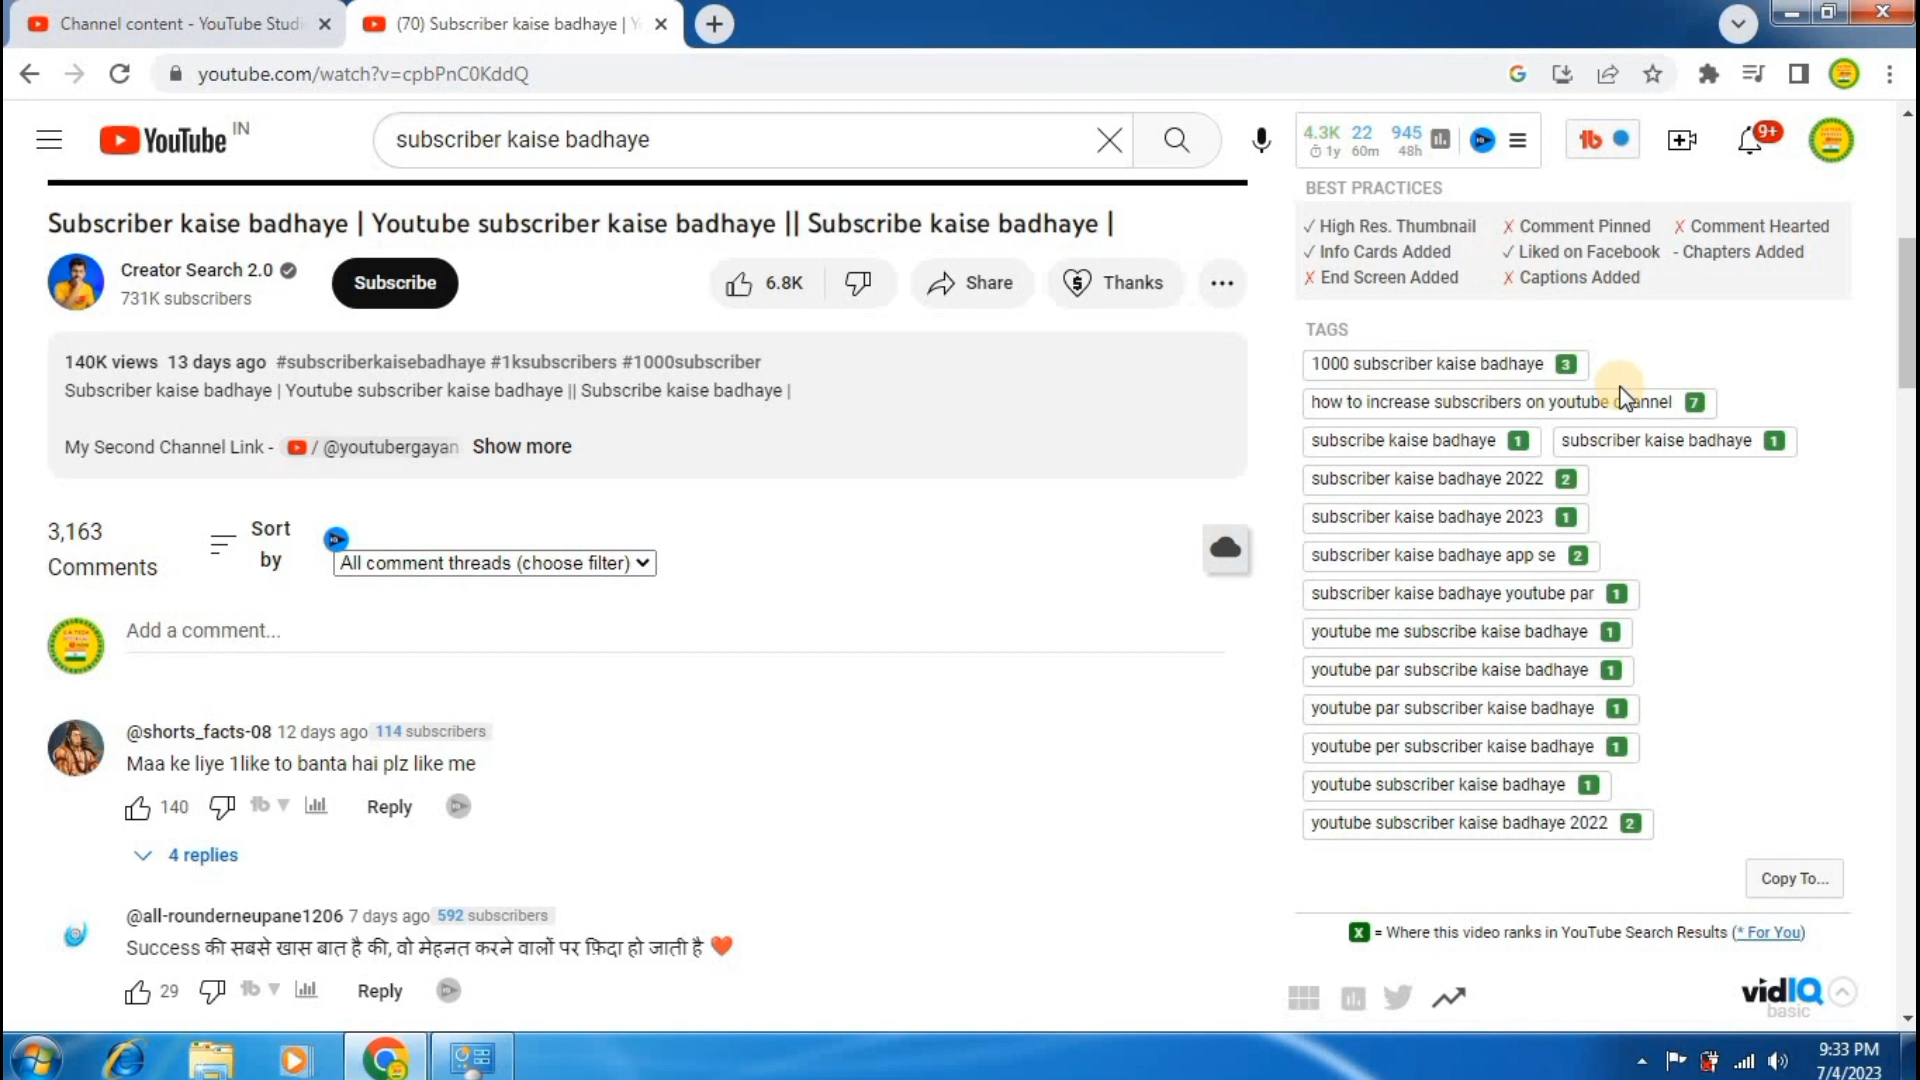 Channel content - YouTube Studi
(70) Subscriber kaise badhaye | Y
youtube.com/watch?v=cpbPnC0KddQ
YouTube IN
subscriber kaise badhaye
4.3K 22 945
1y 60m 48h
9+
BEST PRACTICES
✓ High Res. Thumbnail ✗ Comment Pinned ✗ Comment Hearted
✓ Info Cards Added ✓ Liked on Facebook - Chapters Added
✗ End Screen Added ✗ Captions Added
Subscriber kaise badhaye | Youtube subscriber kaise badhaye || Subscribe kaise badhaye |
Creator Search 2.0
731K subscribers
Subscribe
6.8K
Share
Thanks
140K views 13 days ago #subscriberkaisebadhaye #1ksubscribers #1000subscriber
Subscriber kaise badhaye | Youtube subscriber kaise badhaye || Subscribe kaise badhaye |
My Second Channel Link - / @youtubergayan Show more
3,163
Comments
Sort
by
All comment threads (choose filter)
Add a comment...
@shorts_facts-08 12 days ago 114 subscribers
Maa ke liye 1like to banta hai plz like me
140 Reply
4 replies
@all-rounderneupane1206 7 days ago 592 subscribers
Success की सबसे खास बात है की, वो मेहनत करने वालों पर फ़िदा हो जाती है ❤️
29 Reply
TAGS
1000 subscriber kaise badhaye 3
how to increase subscribers on youtube channel 7
subscribe kaise badhaye 1 subscriber kaise badhaye 1
subscriber kaise badhaye 2022 2
subscriber kaise badhaye 2023 1
subscriber kaise badhaye app se 2
subscriber kaise badhaye youtube par 1
youtube me subscribe kaise badhaye 1
youtube par subscribe kaise badhaye 1
youtube par subscriber kaise badhaye 1
youtube per subscriber kaise badhaye 1
youtube subscriber kaise badhaye 1
youtube subscriber kaise badhaye 2022 2
Copy To...
X = Where this video ranks in YouTube Search Results (* For You)
vidIQ
basic
9:33 PM
7/4/2023